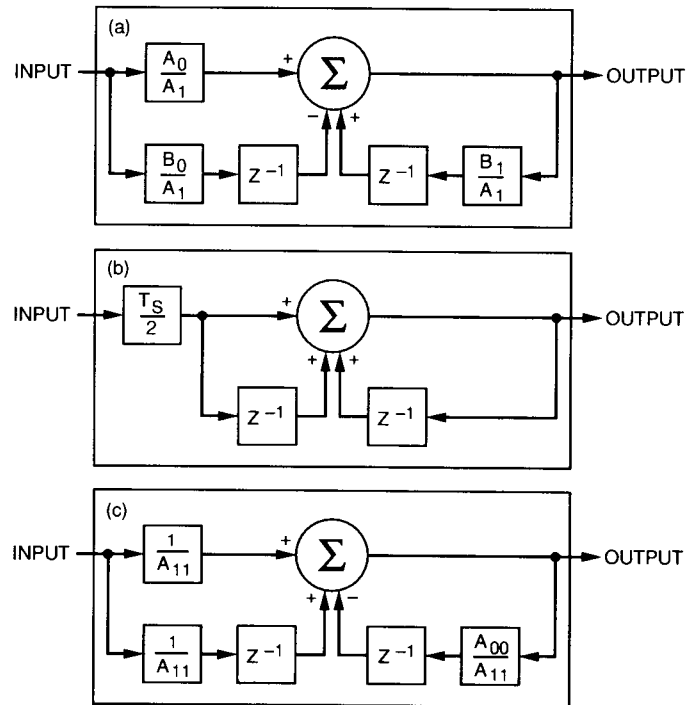 (a)
INPUT
A0/A1
+
Σ
OUTPUT
− +
B0/A1
Z⁻¹
Z⁻¹
B1/A1
(b)
INPUT
TS/2
+
Σ
OUTPUT
+ +
Z⁻¹
Z⁻¹
(c)
INPUT
1/A11
+
Σ
OUTPUT
+ −
1/A11
Z⁻¹
Z⁻¹
A00/A11